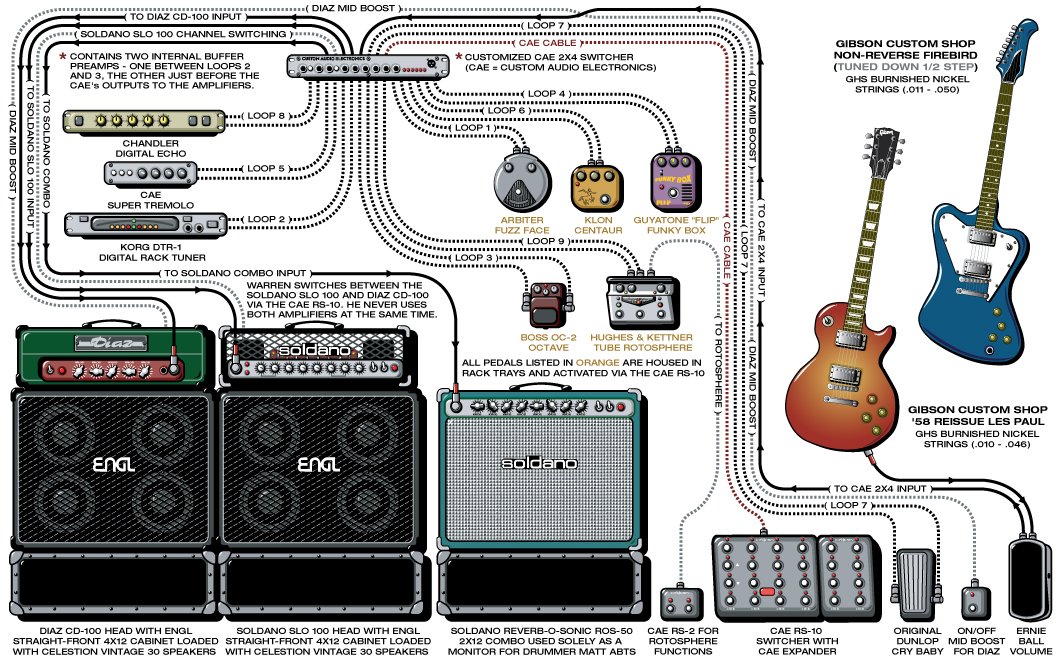 DIAZ MID BOOST
TO DIAZ CD-100 INPUT
LOOP 7
SOLDANO SLO 100 CHANNEL SWITCHING
CAE CABLE
* CONTAINS TWO INTERNAL BUFFER
PREAMPS - ONE BETWEEN LOOPS 2
AND 3, THE OTHER JUST BEFORE THE
CAE's OUTPUTS TO THE AMPLIFIERS.
CUSTOM AUDIO ELECTRONICS
* CUSTOMIZED CAE 2X4 SWITCHER
(CAE = CUSTOM AUDIO ELECTRONICS)
GIBSON CUSTOM SHOP
NON-REVERSE FIREBIRD
(TUNED DOWN 1/2 STEP)
GHS BURNISHED NICKEL
STRINGS (.011 - .050)
LOOP 4
LOOP 6
LOOP 1
LOOP 8
CHANDLER
DIGITAL ECHO
LOOP 5
CAE
SUPER TREMOLO
LOOP 2
KORG DTR-1
DIGITAL RACK TUNER
DIAZ MID BOOST
TO SOLDANO SLO 100 INPUT
TO SOLDANO COMBO
FUNKY BOX
ARBITER
FUZZ FACE
KLON
CENTAUR
GUYATONE "FLIP"
FUNKY BOX
LOOP 9
LOOP 3
BOSS OC-2
OCTAVE
HUGHES & KETTNER
TUBE ROTOSPHERE
DIAZ MID BOOST
TO CAE 2X4 INPUT
CAE CABLE
LOOP 7
TO ROTOSPHERE
DIAZ MID BOOST
Gibson
TO SOLDANO COMBO INPUT
WARREN SWITCHES BETWEEN THE
SOLDANO SLO 100 AND DIAZ CD-100
VIA THE CAE RS-10. HE NEVER USES
BOTH AMPLIFIERS AT THE SAME TIME.
ALL PEDALS LISTED IN ORANGE ARE HOUSED IN
RACK TRAYS AND ACTIVATED VIA THE CAE RS-10
Diaz
soldano
ENGL
ENGL
soldano
GIBSON CUSTOM SHOP
'58 REISSUE LES PAUL
GHS BURNISHED NICKEL
STRINGS (.010 - .046)
TO CAE 2X4 INPUT
LOOP 7
DIAZ CD-100 HEAD WITH ENGL
STRAIGHT-FRONT 4X12 CABINET LOADED
WITH CELESTION VINTAGE 30 SPEAKERS
SOLDANO SLO 100 HEAD WITH ENGL
STRAIGHT-FRONT 4X12 CABINET LOADED
WITH CELESTION VINTAGE 30 SPEAKERS
SOLDANO REVERB-O-SONIC ROS-50
2X12 COMBO USED SOLELY AS A
MONITOR FOR DRUMMER MATT ABTS
CAE RS-2 FOR
ROTOSPHERE
FUNCTIONS
CAE RS-10
SWITCHER WITH
CAE EXPANDER
ORIGINAL
DUNLOP
CRY BABY
ON/OFF
MID BOOST
FOR DIAZ
ERNIE
BALL
VOLUME